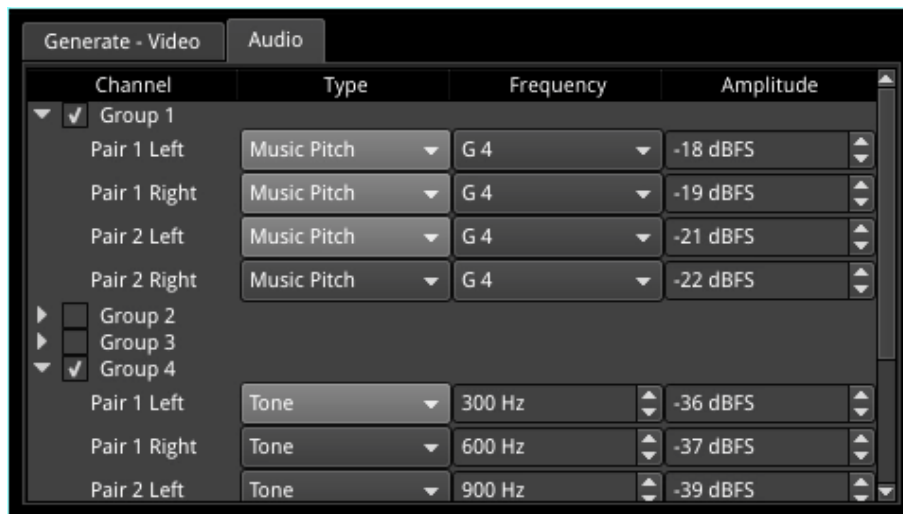 Generate - Video Audio
Channel Type Frequency Amplitude
Group 1
Pair 1 Left Music Pitch G 4 -18 dBFS
Pair 1 Right Music Pitch G 4 -19 dBFS
Pair 2 Left Music Pitch G 4 -21 dBFS
Pair 2 Right Music Pitch G 4 -22 dBFS
Group 2
Group 3
Group 4
Pair 1 Left Tone 300 Hz -36 dBFS
Pair 1 Right Tone 600 Hz -37 dBFS
Pair 2 Left Tone 900 Hz -39 dBFS